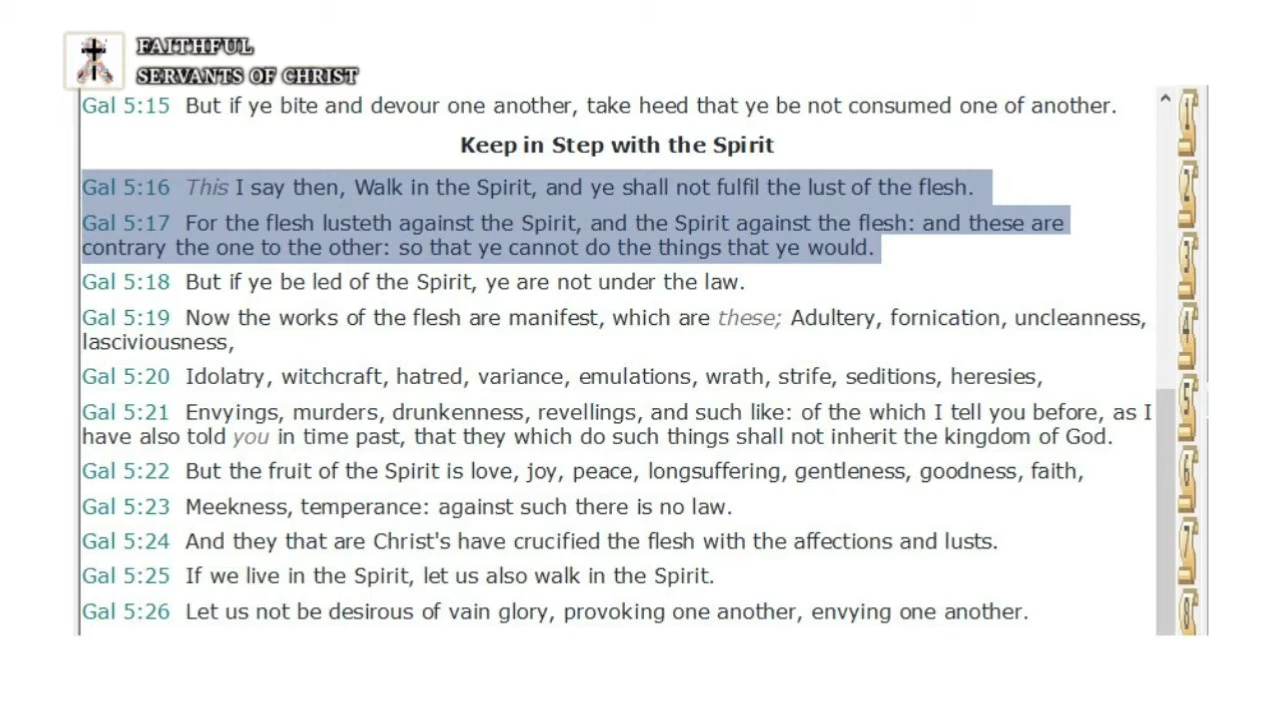 FAITHFUL
SERVANTS OF CHRIST
Gal 5:15 But if ye bite and devour one another, take heed that ye be not consumed one of another.
Keep in Step with the Spirit
Gal 5:16 This I say then, Walk in the Spirit, and ye shall not fulfil the lust of the flesh.
Gal 5:17 For the flesh lusteth against the Spirit, and the Spirit against the flesh: and these are
contrary the one to the other: so that ye cannot do the things that ye would.
Gal 5:18 But if ye be led of the Spirit, ye are not under the law.
Gal 5:19 Now the works of the flesh are manifest, which are these; Adultery, fornication, uncleanness,
lasciviousness,
Gal 5:20 Idolatry, witchcraft, hatred, variance, emulations, wrath, strife, seditions, heresies,
Gal 5:21 Envyings, murders, drunkenness, revellings, and such like: of the which I tell you before, as I
have also told you in time past, that they which do such things shall not inherit the kingdom of God.
Gal 5:22 But the fruit of the Spirit is love, joy, peace, longsuffering, gentleness, goodness, faith,
Gal 5:23 Meekness, temperance: against such there is no law.
Gal 5:24 And they that are Christ's have crucified the flesh with the affections and lusts.
Gal 5:25 If we live in the Spirit, let us also walk in the Spirit.
Gal 5:26 Let us not be desirous of vain glory, provoking one another, envying one another.
1
2
3
4
5
6
7
8